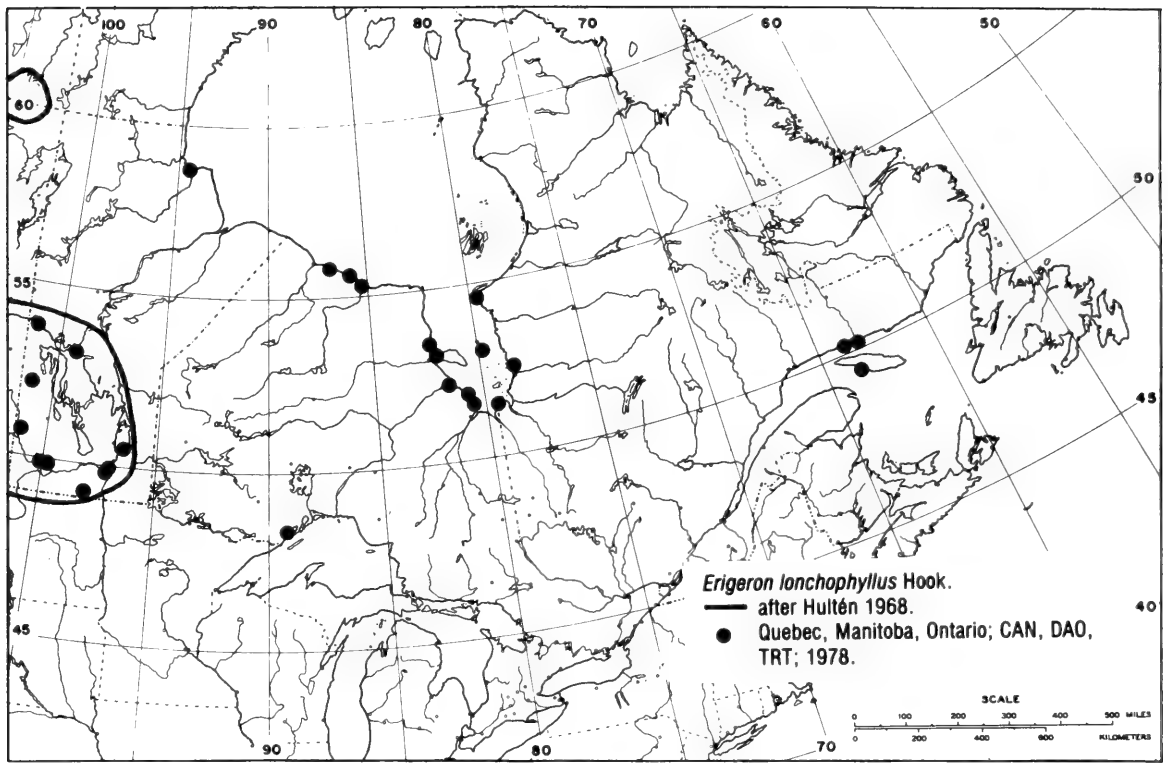 100 90 80 70 60 50
60
50
55
45
45
40
Erigeron lonchophyllus Hook.
after Hultén 1968.
Quebec, Manitoba, Ontario; CAN, DAO,
TRT; 1978.
SCALE
0 100 200 300 400 500 MILES
0 200 400 600 KILOMETERS
90 80 70